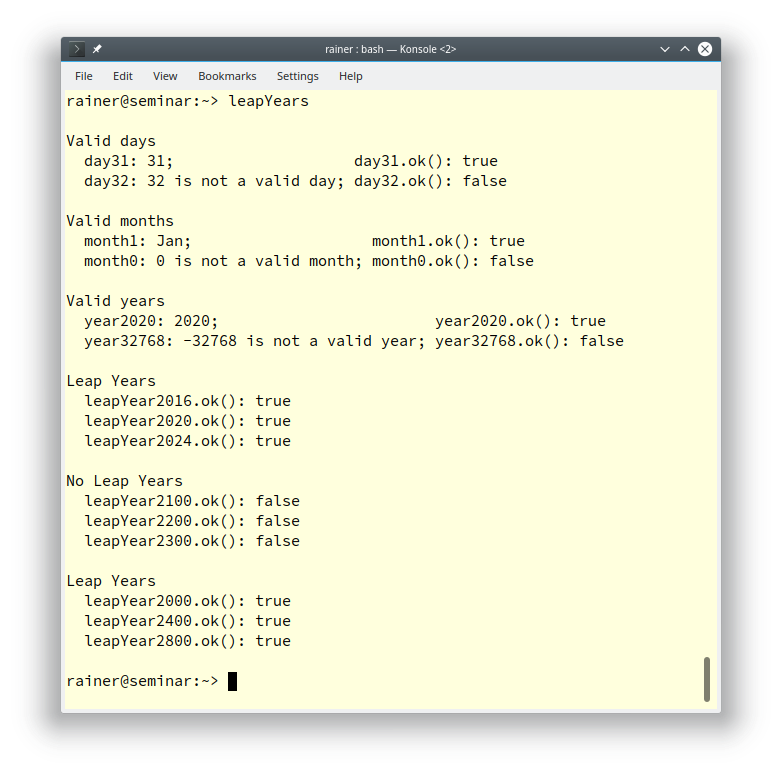 rainer : bash — Konsole <2>
File Edit View Bookmarks Settings Help
rainer@seminar:~> leapYears
Valid days
day31: 31; day31.ok(): true
day32: 32 is not a valid day; day32.ok(): false
Valid months
month1: Jan; month1.ok(): true
month0: 0 is not a valid month; month0.ok(): false
Valid years
year2020: 2020; year2020.ok(): true
year32768: -32768 is not a valid year; year32768.ok(): false
Leap Years
leapYear2016.ok(): true
leapYear2020.ok(): true
leapYear2024.ok(): true
No Leap Years
leapYear2100.ok(): false
leapYear2200.ok(): false
leapYear2300.ok(): false
Leap Years
leapYear2000.ok(): true
leapYear2400.ok(): true
leapYear2800.ok(): true
rainer@seminar:~>